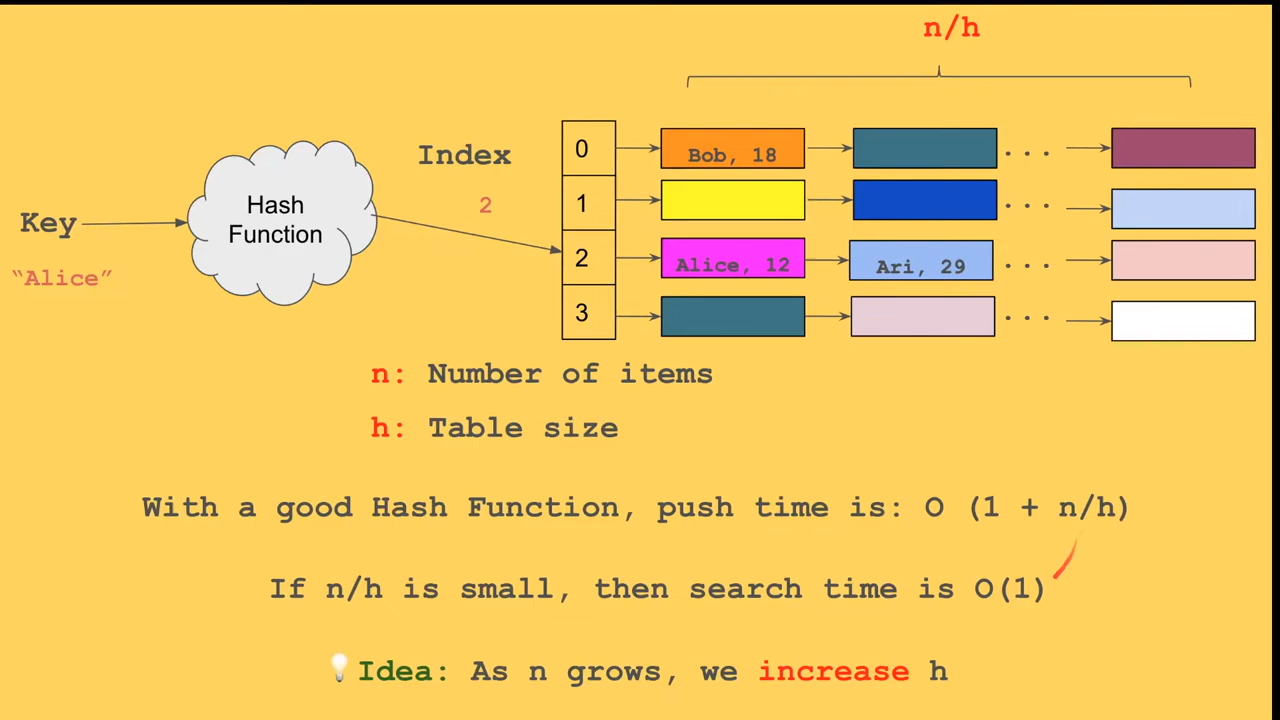 n/h
Index
2
Key
“Alice”
Hash
Function
0
Bob, 18
...
1
...
2
Alice, 12
Ari, 29
...
3
...
n: Number of items
h: Table size
With a good Hash Function, push time is: O (1 + n/h)
If n/h is small, then search time is O(1)
Idea: As n grows, we increase h